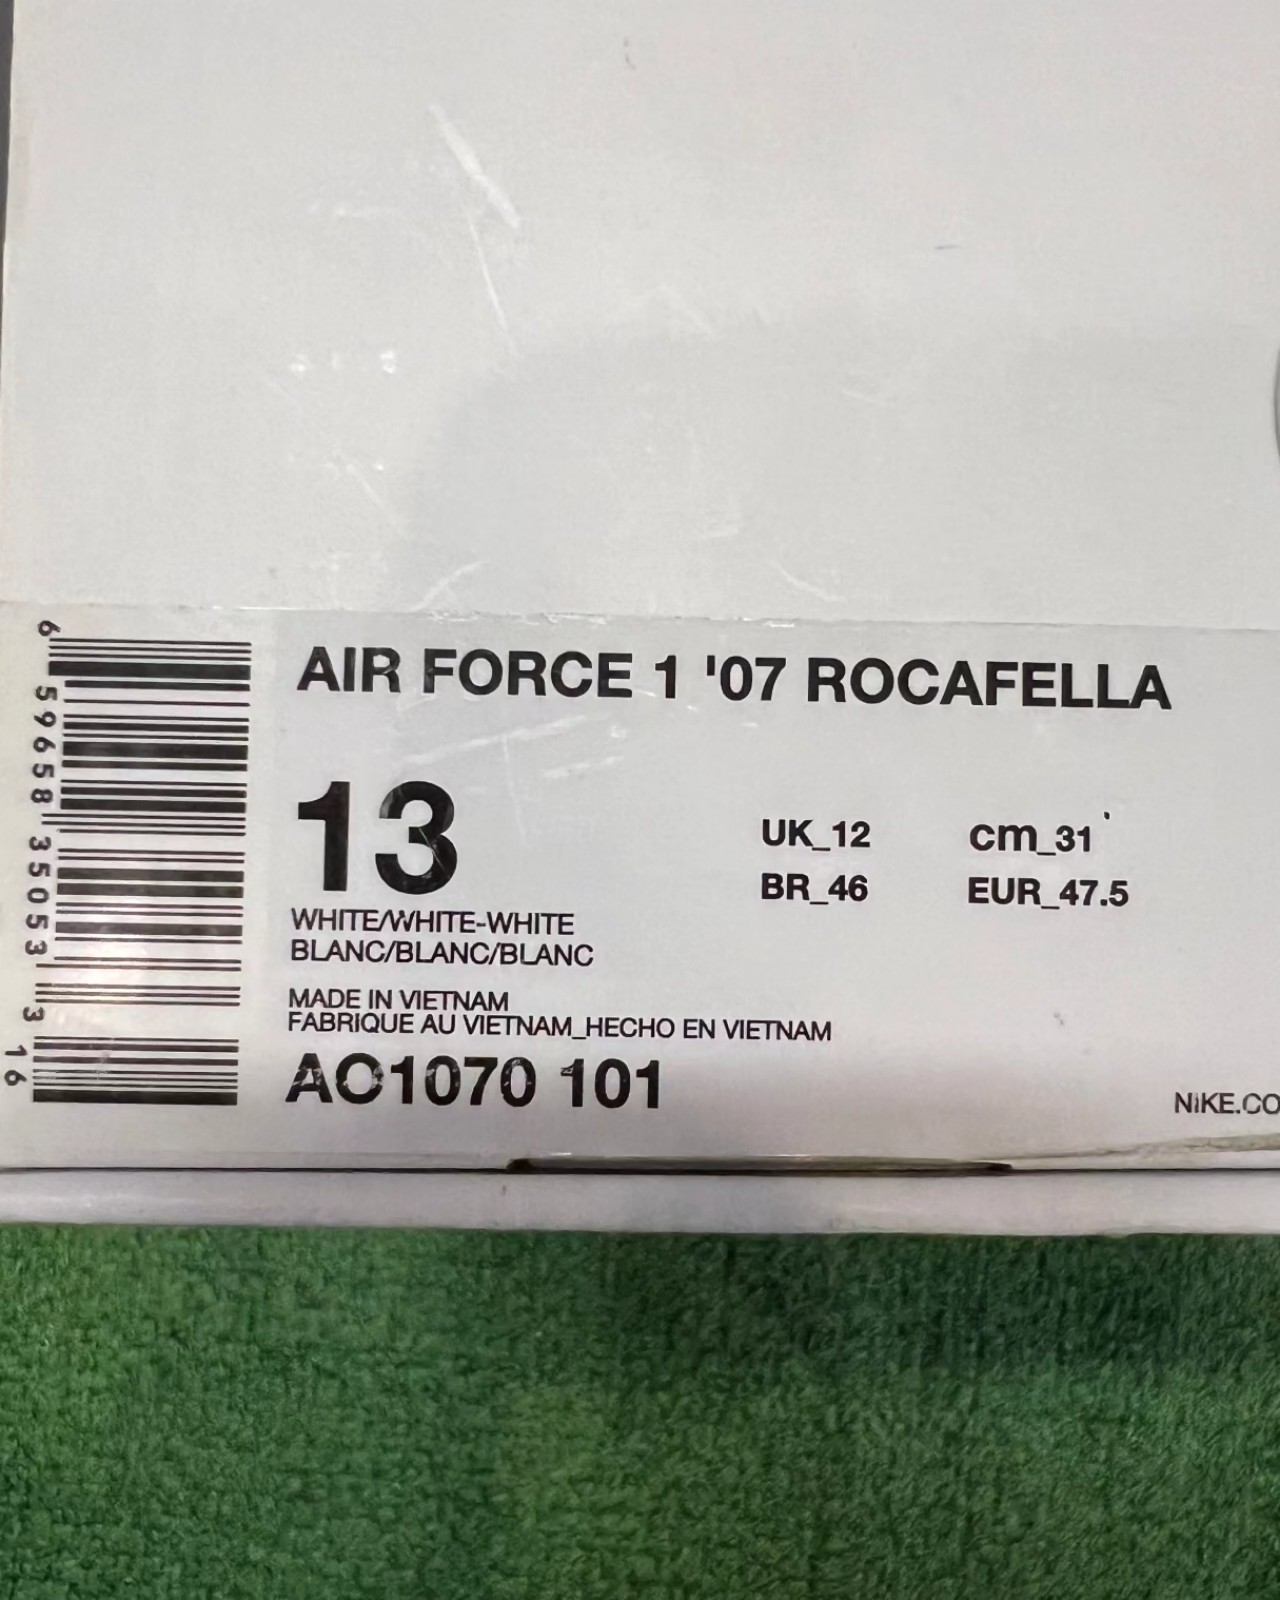 AIR FORCE 1 '07 ROCAFELLA
13
UK_12 cm_31
BR_46 EUR_47.5
WHITE/WHITE-WHITE
BLANC/BLANC/BLANC
MADE IN VIETNAM
FABRIQUE AU VIETNAM_HECHO EN VIETNAM
AO1070 101
NIKE.CO
6 59658 35053 3
16